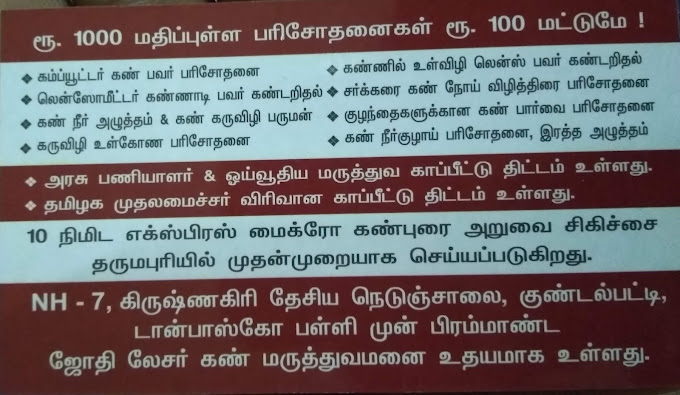 ரூ. 1000 மதிப்புள்ள பரிசோதனைகள் ரூ. 100 மட்டுமே !
❖ கம்ப்யூட்டர் கண் பவர் பரிசோதனை
❖ லென்ஸோமீட்டர் கண்ணாடி பவர் கண்டறிதல்
❖ கண் நீர் அழுத்தம் & கண் கருவிழி பருமன்
❖ கருவிழி உள்கோண பரிசோதனை
❖ கண்ணில் உள்விழி லென்ஸ் பவர் கண்டறிதல்
❖ சர்க்கரை கண் நோய் விழித்திரை பரிசோதனை
❖ குழந்தைகளுக்கான கண் பார்வை பரிசோதனை
❖ கண் நீர்குழாய் பரிசோதனை, இரத்த அழுத்தம்
❖ அரசு பணியாளர் & ஓய்வூதிய மருத்துவ காப்பீட்டு திட்டம் உள்ளது.
❖ தமிழக முதலமைச்சர் விரிவான காப்பீட்டு திட்டம் உள்ளது.
10 நிமிட எக்ஸ்பிரஸ் மைக்ரோ கண்புரை அறுவை சிகிச்சை
தருமபுரியில் முதன்முறையாக செய்யப்படுகிறது.
NH - 7, கிருஷ்ணகிரி தேசிய நெடுஞ்சாலை, குண்டல்பட்டி,
டான்பாஸ்கோ பள்ளி முன் பிரம்மாண்ட
ஜோதி லேசர் கண் மருத்துவமனை உதயமாக உள்ளது.